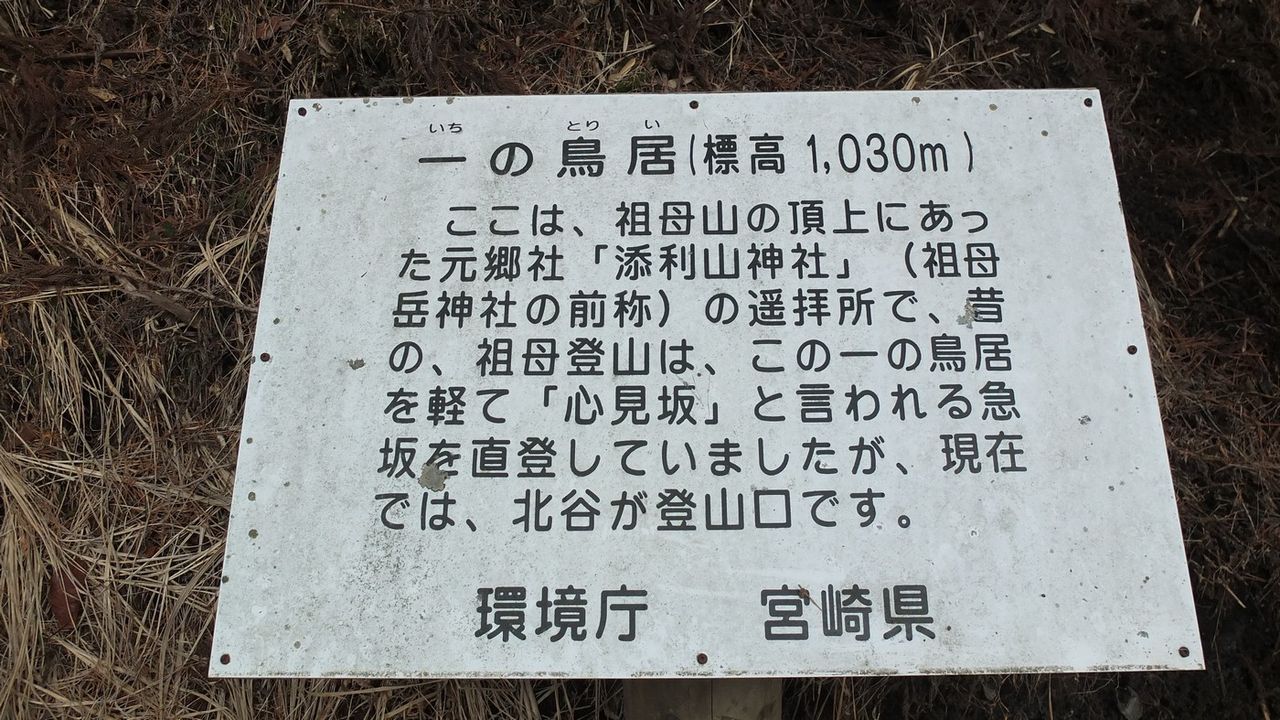 いち とり い
一の鳥居(標高 1,030m)
ここは、祖母山の頂上にあっ
た元郷社「添利山神社」(祖母
岳神社の前称)の遥拝所で、昔
の、祖母登山は、この一の鳥居
を軽て「心見坂」と言われる急
坂を直登していましたが、現在
では、北谷が登山口です。
環境庁 宮崎県